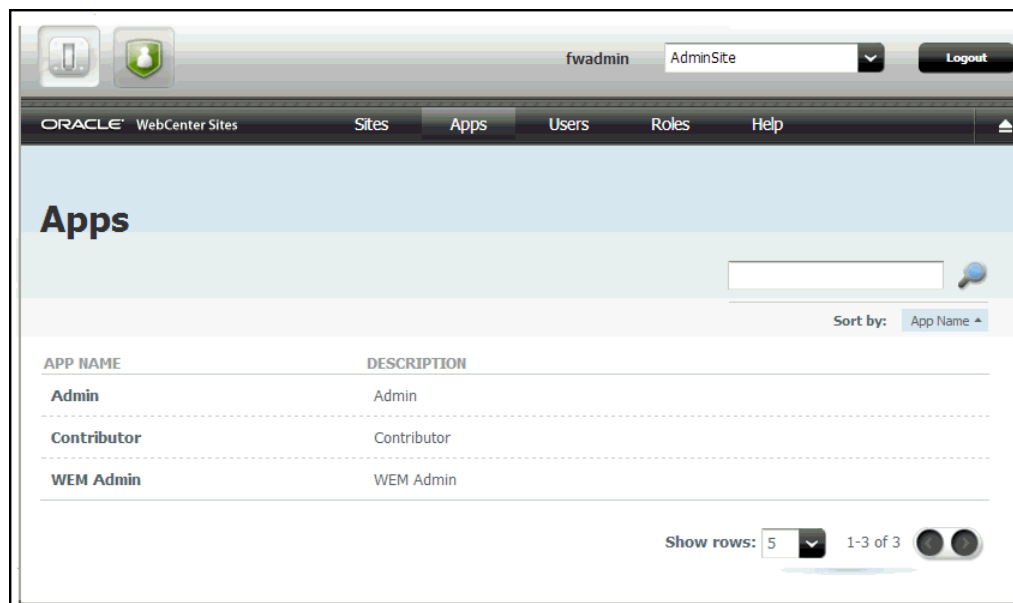 fwadmin AdminSite Logout
ORACLE WebCenter Sites Sites Apps Users Roles Help
Apps
Sort by: App Name
APP NAME DESCRIPTION
Admin Admin
Contributor Contributor
WEM Admin WEM Admin
Show rows: 5 1-3 of 3